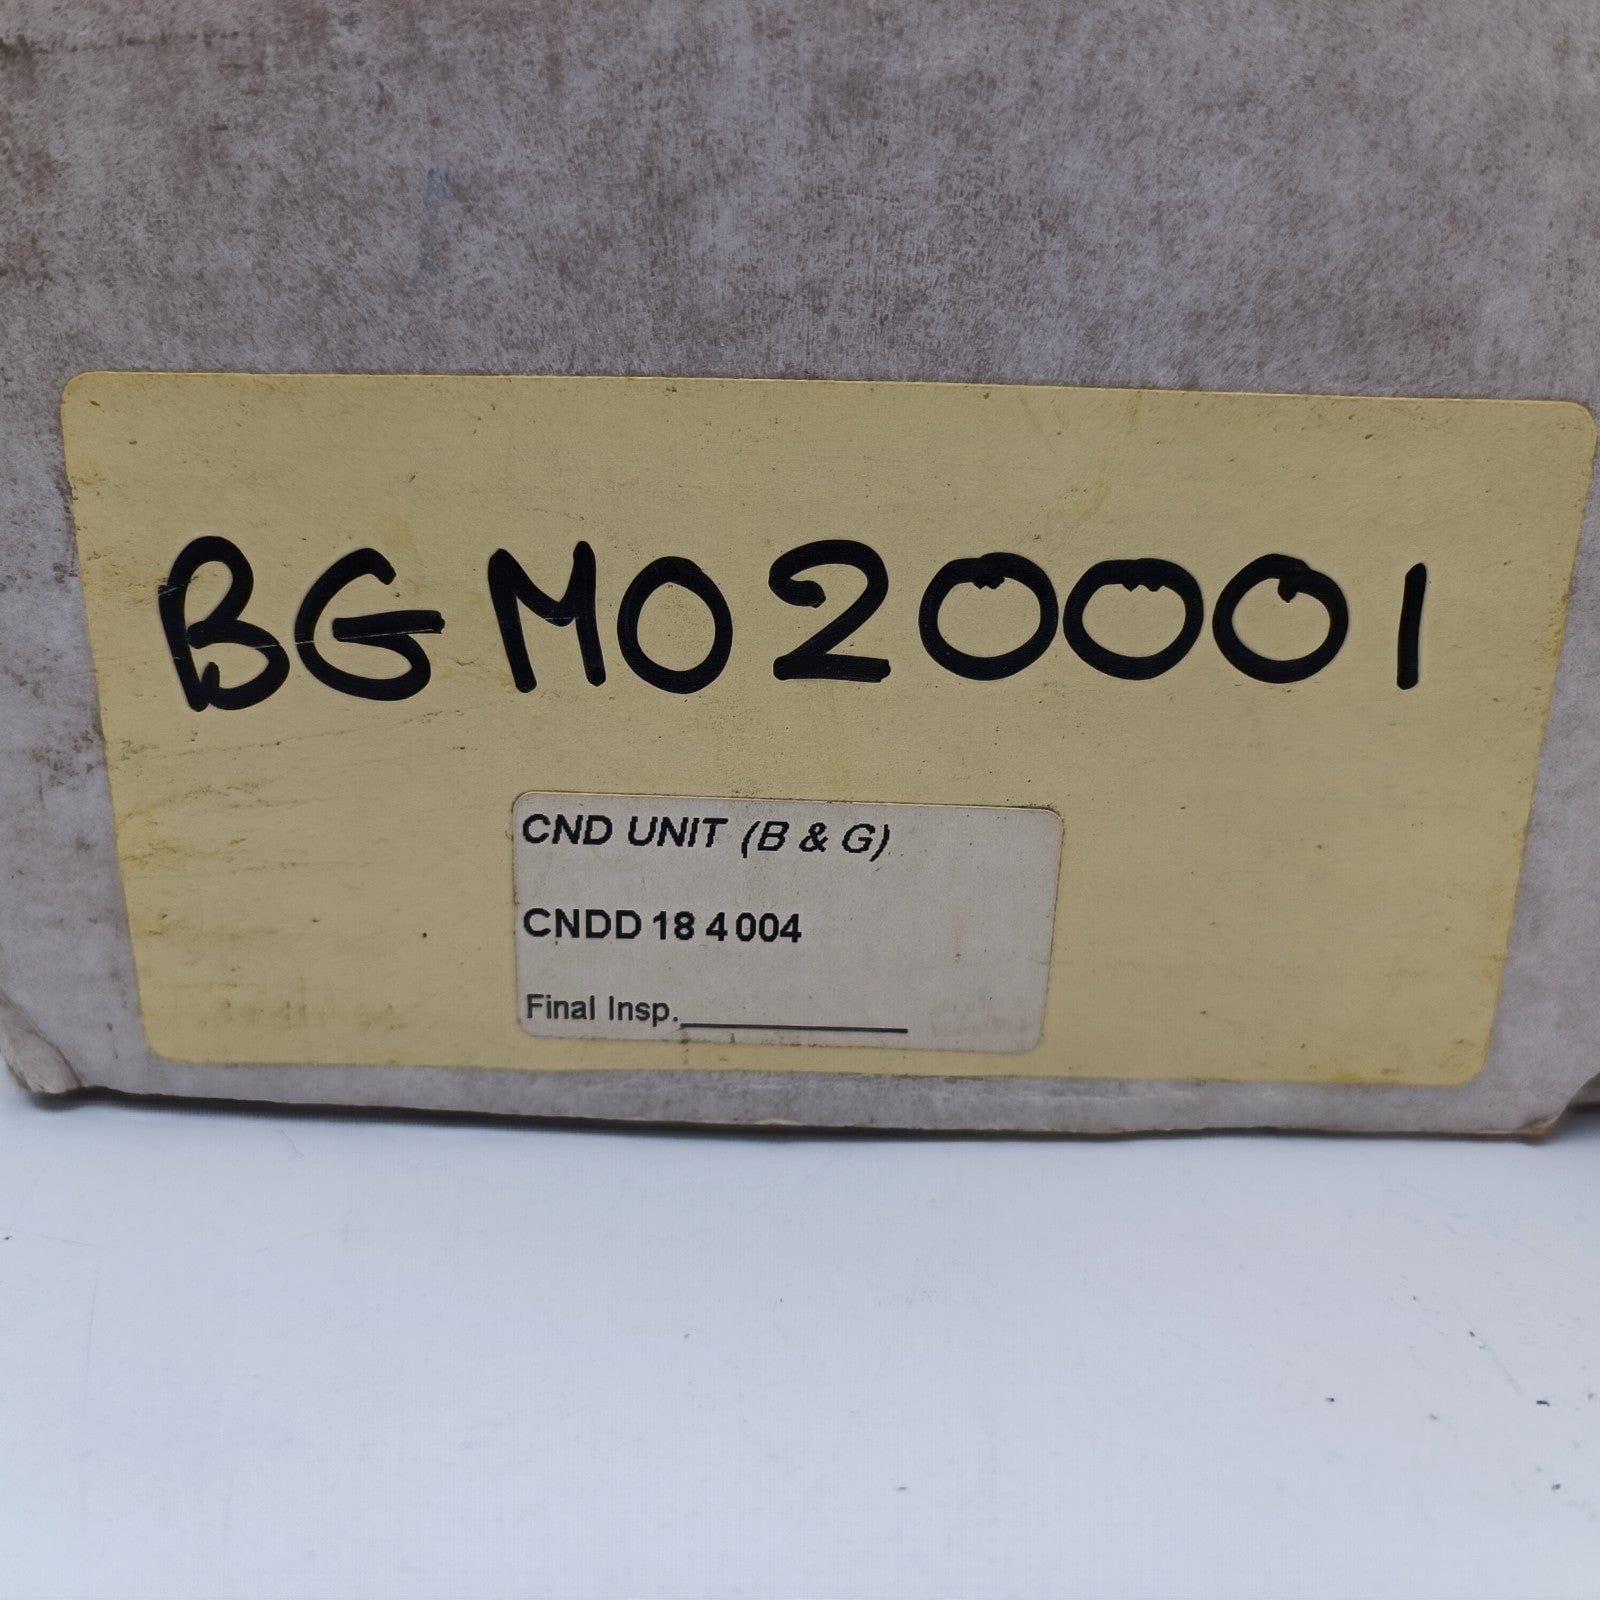 BGM020001
CND UNIT (B & G)
CNDD 18 4 004
Final Insp.